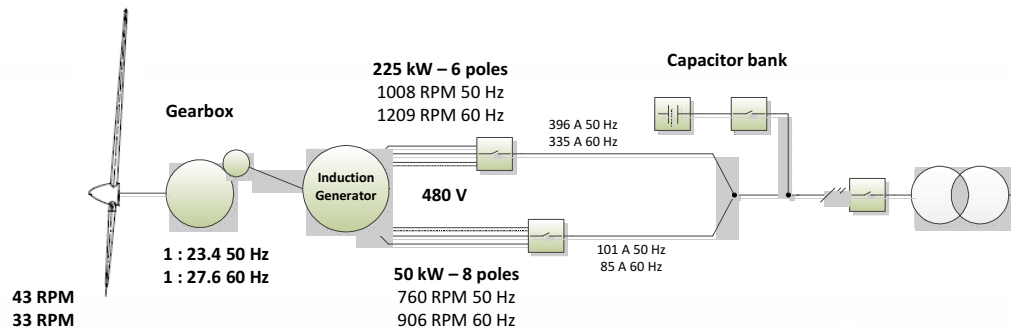 225 kW – 6 poles
1008 RPM 50 Hz
1209 RPM 60 Hz
Capacitor bank
Gearbox
396 A 50 Hz
335 A 60 Hz
Induction
Generator
480 V
1 : 23.4 50 Hz
1 : 27.6 60 Hz
101 A 50 Hz
85 A 60 Hz
50 kW – 8 poles
760 RPM 50 Hz
906 RPM 60 Hz
43 RPM
33 RPM